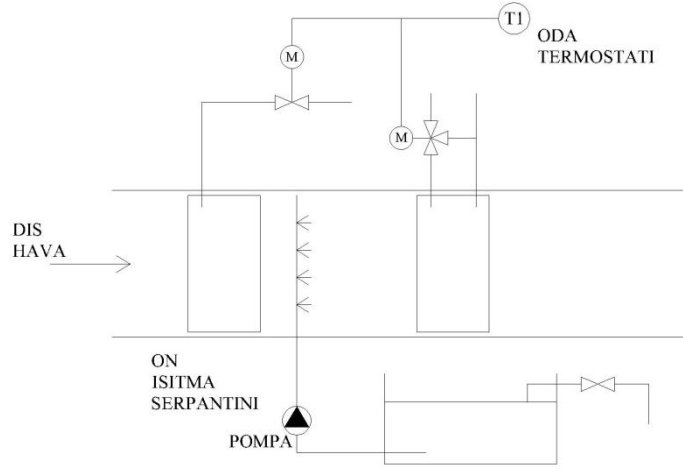 T1
ODA
TERMOSTATI
M
M
DIS
HAVA
ON
ISITMA
SERPANTINI
POMPA